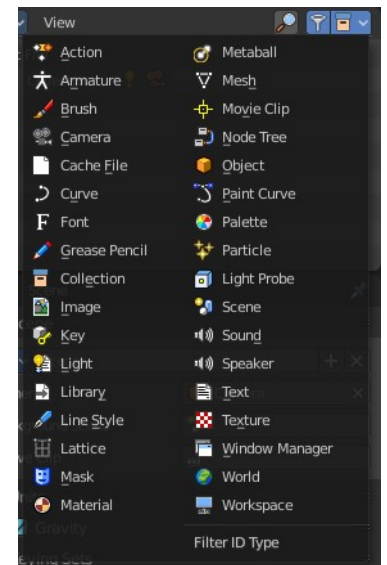 View
Action
Armature
Brush
Camera
Cache File
Curve
Font
Grease Pencil
Collection
Image
Key
Light
Library
Line Style
Lattice
Mask
Material
Metaball
Mesh
Movie Clip
Node Tree
Object
Paint Curve
Palette
Particle
Light Probe
Scene
Sound
Speaker
Text
Texture
Window Manager
World
Workspace
Filter ID Type
Gravity